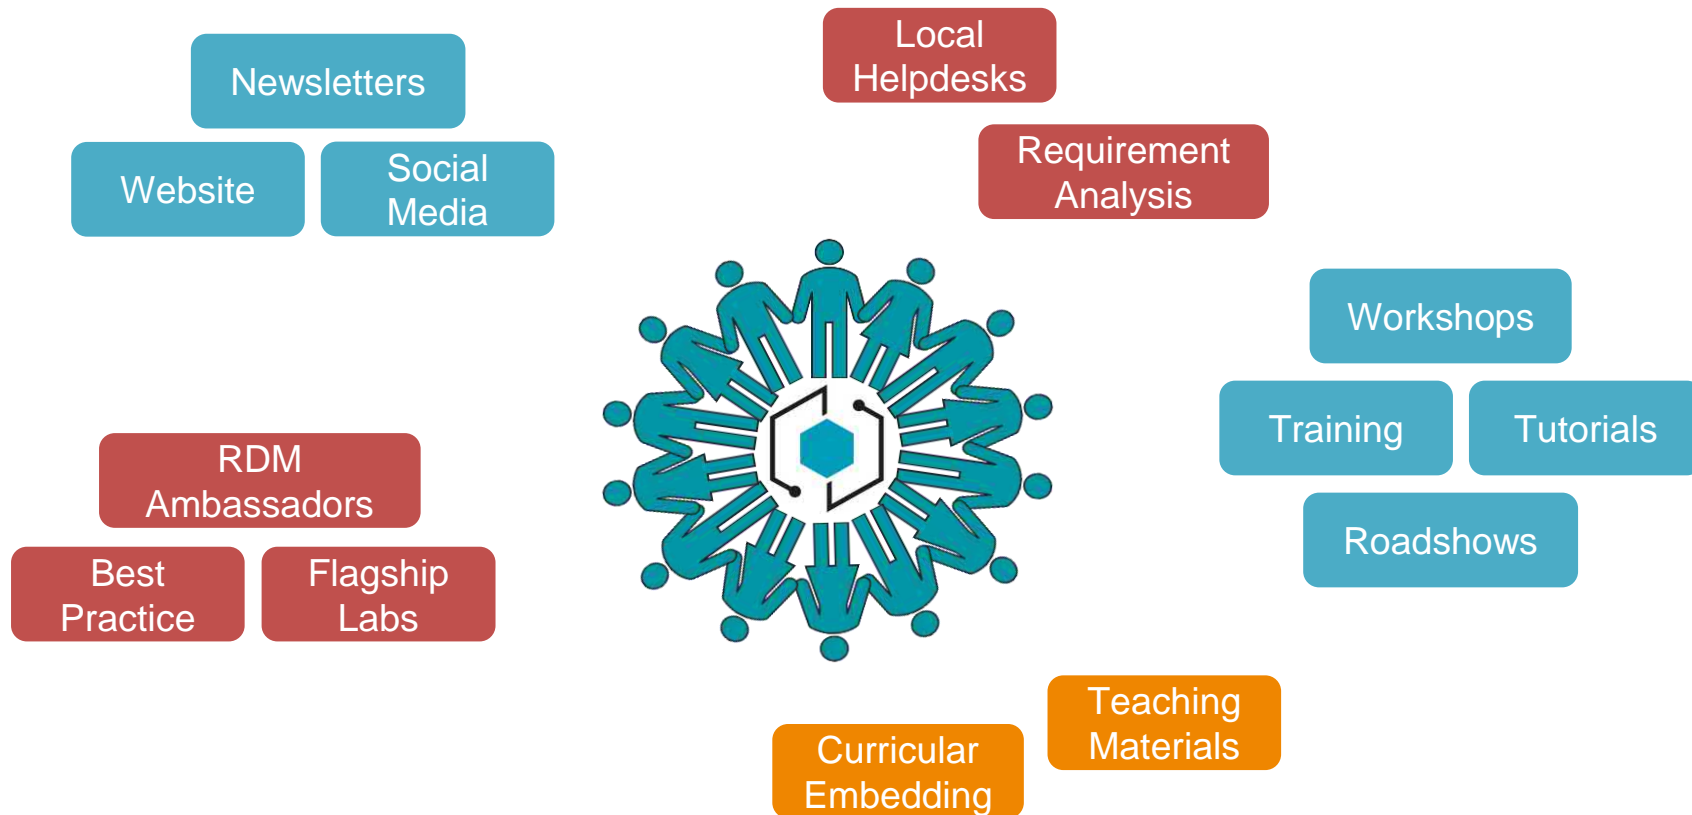 Newsletters
Website
Social
Media
Local
Helpdesks
Requirement
Analysis
Workshops
Training
Tutorials
Roadshows
RDM
Ambassadors
Best
Practice
Flagship
Labs
Teaching
Materials
Curricular
Embedding